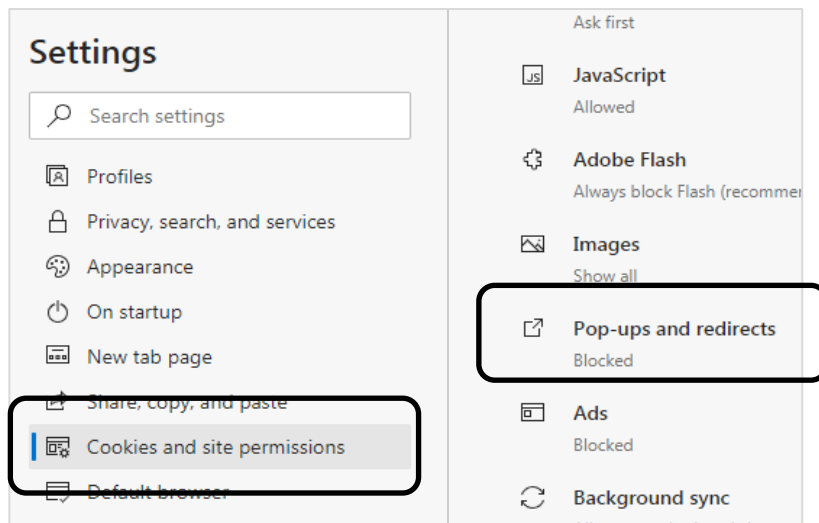 Settings
Search settings
Profiles
Privacy, search, and services
Appearance
On startup
New tab page
Share, copy, and paste
Cookies and site permissions
Default browser
Ask first
JavaScript
Allowed
Adobe Flash
Always block Flash (recommer
Images
Show all
Pop-ups and redirects
Blocked
Ads
Blocked
Background sync